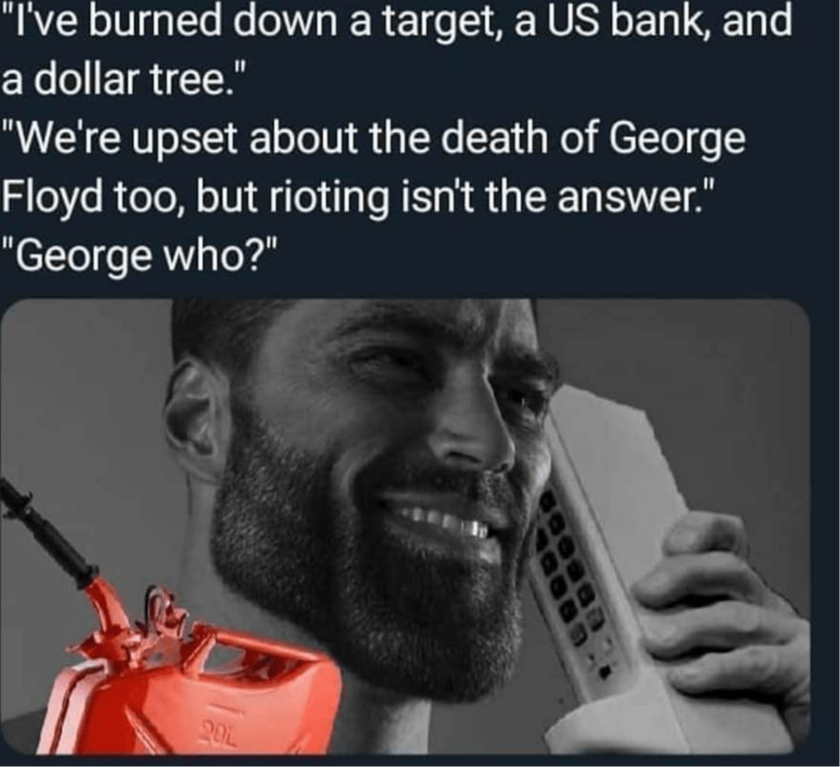 "I've burned down a target, a US bank, and
a dollar tree."
"We're upset about the death of George
Floyd too, but rioting isn't the answer."
"George who?"
20L